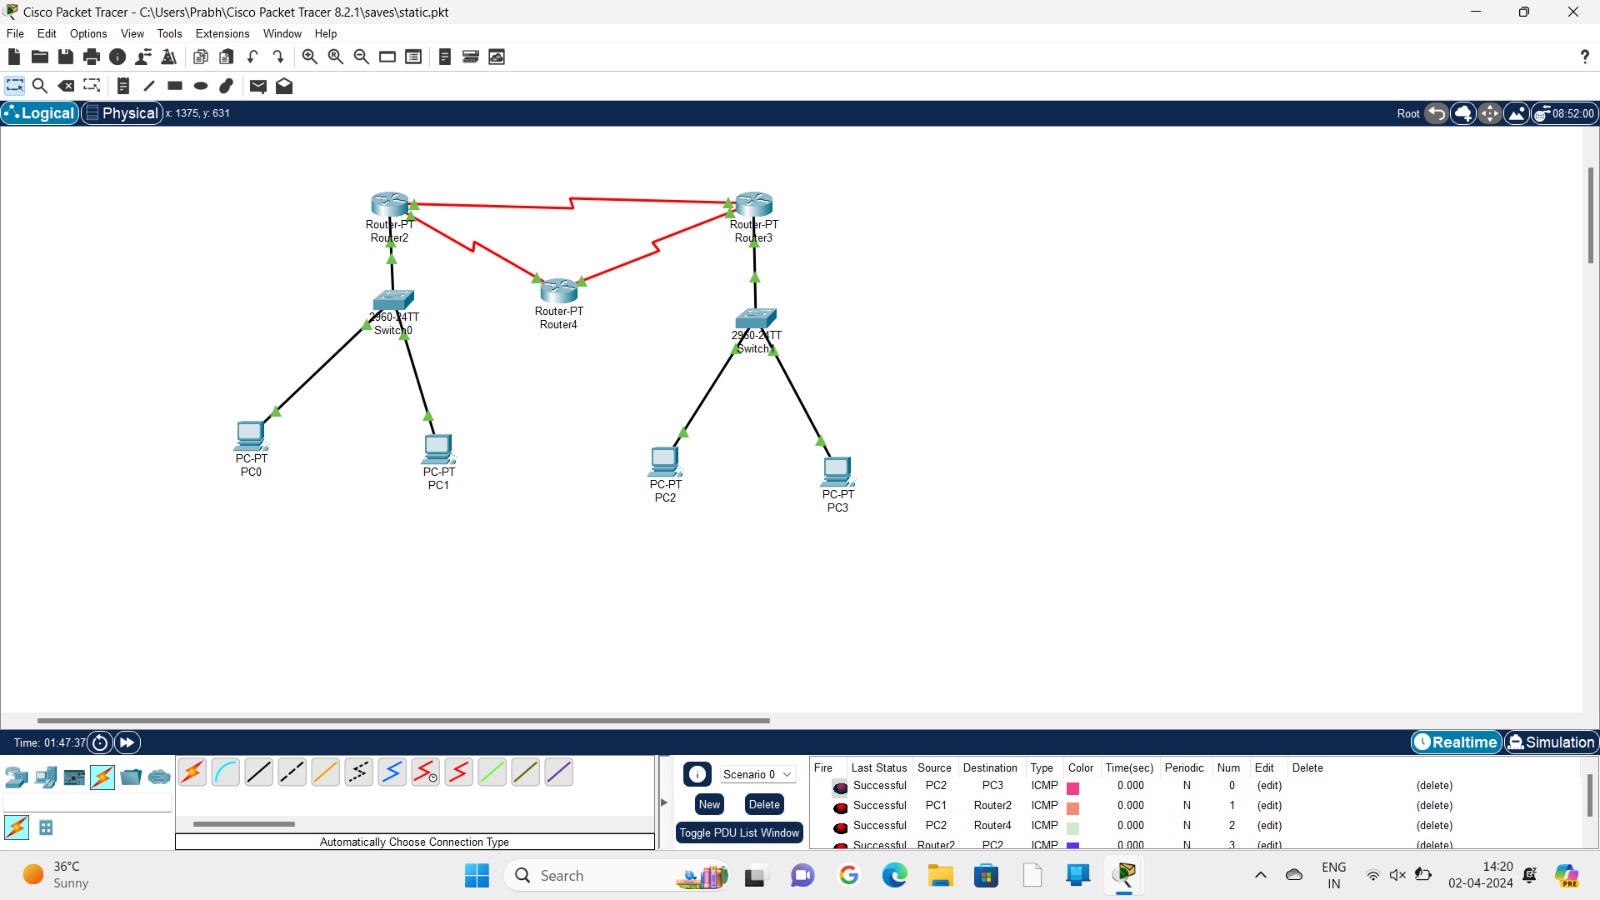 Cisco Packet Tracer - C:\Users\Prabh\Cisco Packet Tracer 8.2.1\saves\static.pkt
File Edit Options View Tools Extensions Window Help
?
Logical Physical x: 1375, y: 631 Root 08:52:00
Router-PT
Router2
Router-PT
Router3
Router-PT
Router4
2960-24TT
Switch0
2960-24TT
PC-PT
PC0
PC-PT
PC1
PC-PT
PC2
PC-PT
PC3
Time: 01:47:37 Realtime Simulation
Scenario 0
New Delete
Toggle PDU List Window
Automatically Choose Connection Type
Fire Last Status Source Destination Type Color Time(sec) Periodic Num Edit Delete
Successful PC2 PC3 ICMP 0.000 N 0 (edit) (delete)
Successful PC1 Router2 ICMP 0.000 N 1 (edit) (delete)
Successful PC2 Router4 ICMP 0.000 N 2 (edit) (delete)
Successful Router2 PC2 ICMP 0.000 N 3 (edit) (delete)
36°C
Sunny
Search
ENG
IN
14:20
02-04-2024
PRE